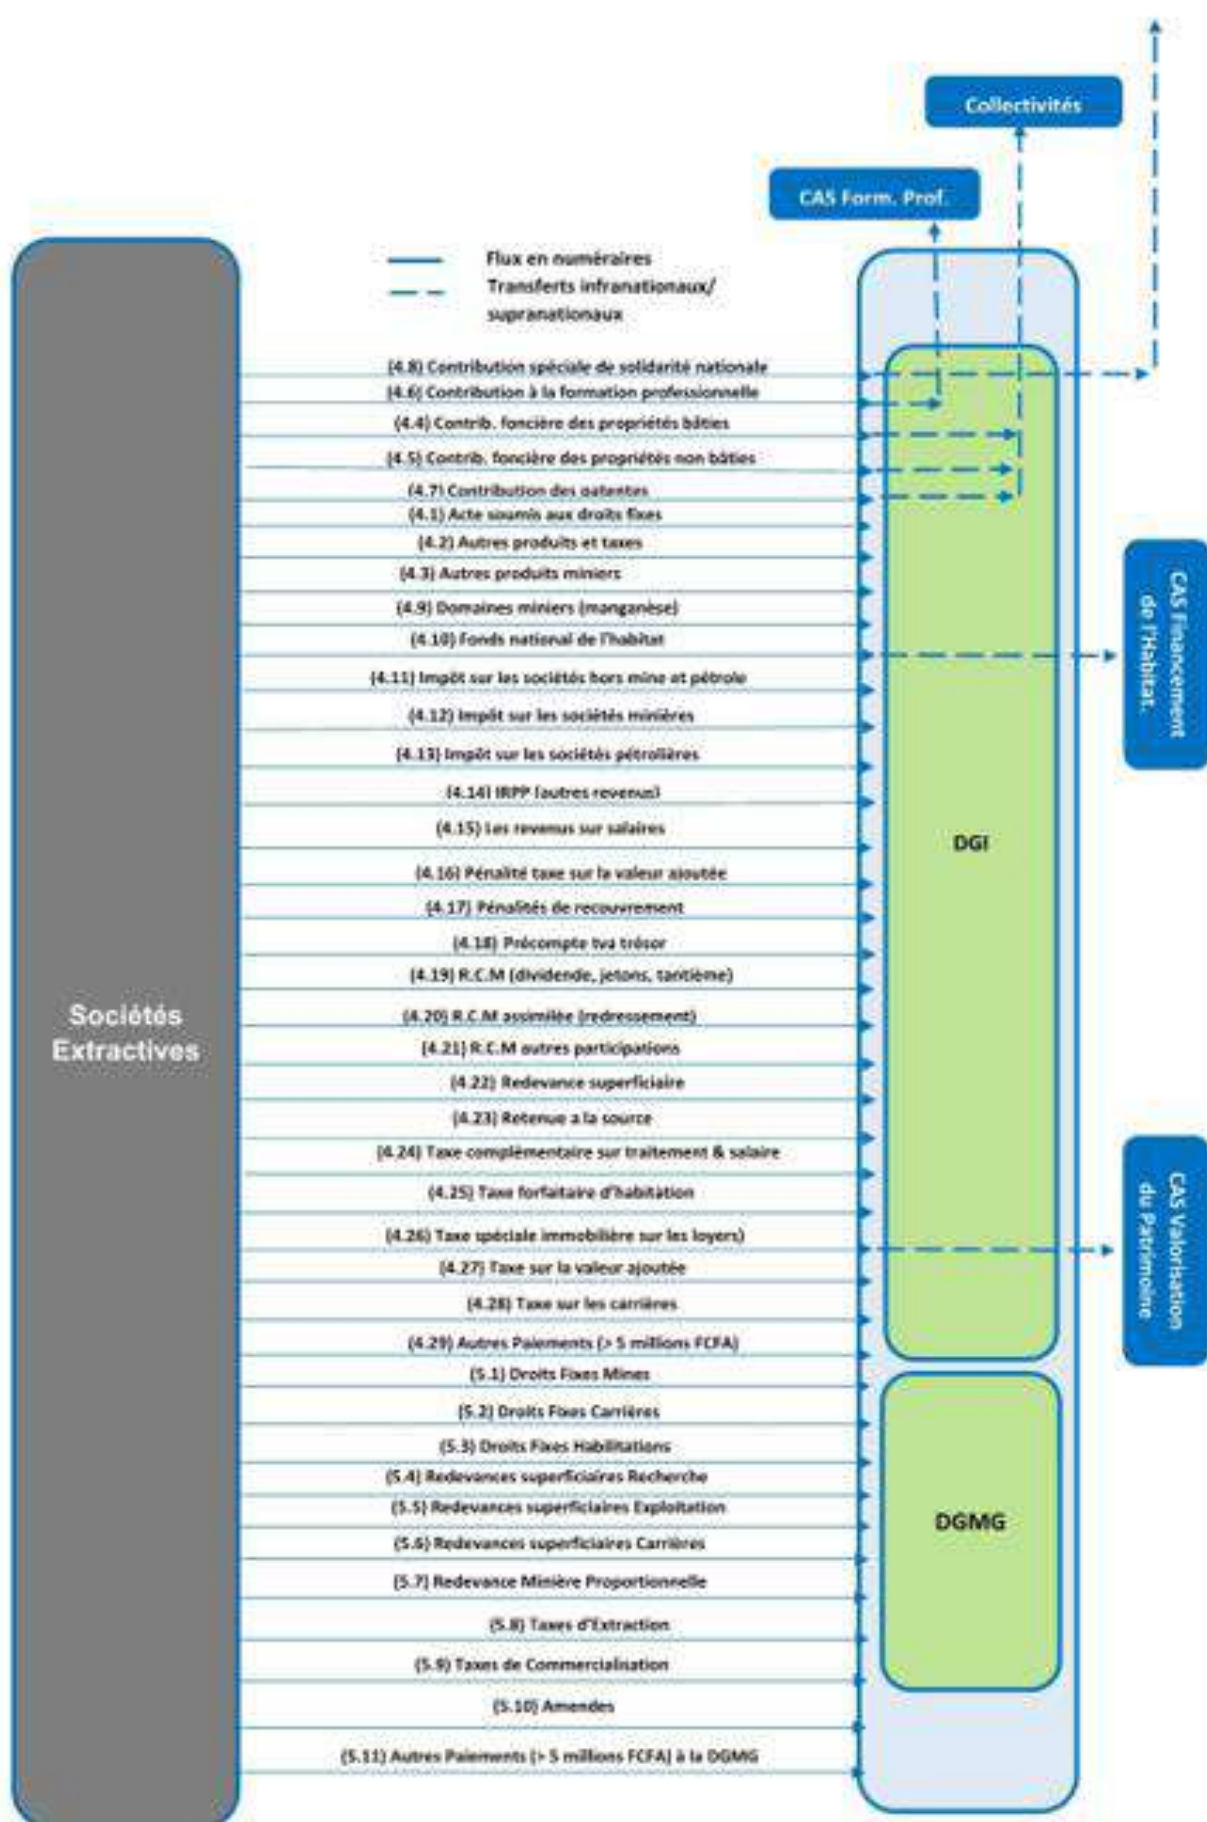 Collectivités
CAS Form. Prof.
Flux en numéraires
Transferts infranationaux/
supranationaux
(4.8) Contribution spéciale de solidarité nationale
(4.6) Contribution à la formation professionnelle
(4.4) Contrib. foncière des propriétés bâties
(4.5) Contrib. foncière des propriétés non bâties
(4.7) Contribution des patentes
(4.1) Acte soumis aux droits fixes
(4.2) Autres produits et taxes
(4.3) Autres produits miniers
(4.9) Domaines miniers (manganèse)
(4.10) Fonds national de l'habitat
CAS Financement
de l'Habitat.
(4.11) Impôt sur les sociétés hors mine et pétrole
(4.12) Impôt sur les sociétés minières
(4.13) Impôt sur les sociétés pétrolières
(4.14) IRPP (autres revenus)
(4.15) Les revenus sur salaires
DGI
(4.16) Pénalité taxe sur la valeur ajoutée
(4.17) Pénalités de recouvrement
(4.18) Précompte tva trésor
(4.19) R.C.M (dividende, jetons, tantième)
Sociétés
Extractives
(4.20) R.C.M assimilée (redressement)
(4.21) R.C.M autres participations
(4.22) Redevance superficiaire
(4.23) Retenue a la source
(4.24) Taxe complémentaire sur traitement & salaire
(4.25) Taxe forfaitaire d'habitation
(4.26) Taxe spéciale immobilière sur les loyers)
CAS Valorisation
du Patrimoine
(4.27) Taxe sur la valeur ajoutée
(4.28) Taxe sur les carrières
(4.29) Autres Paiements (> 5 millions FCFA)
(5.1) Droits Fixes Mines
(5.2) Droits Fixes Carrières
(5.3) Droits Fixes Habilitations
(5.4) Redevances superficiaires Recherche
(5.5) Redevances superficiaires Exploitation
DGMG
(5.6) Redevances superficiaires Carrières
(5.7) Redevance Minière Proportionnelle
(5.8) Taxes d'Extraction
(5.9) Taxes de Commercialisation
(5.10) Amendes
(5.11) Autres Paiements (> 5 millions FCFA) à la DGMG